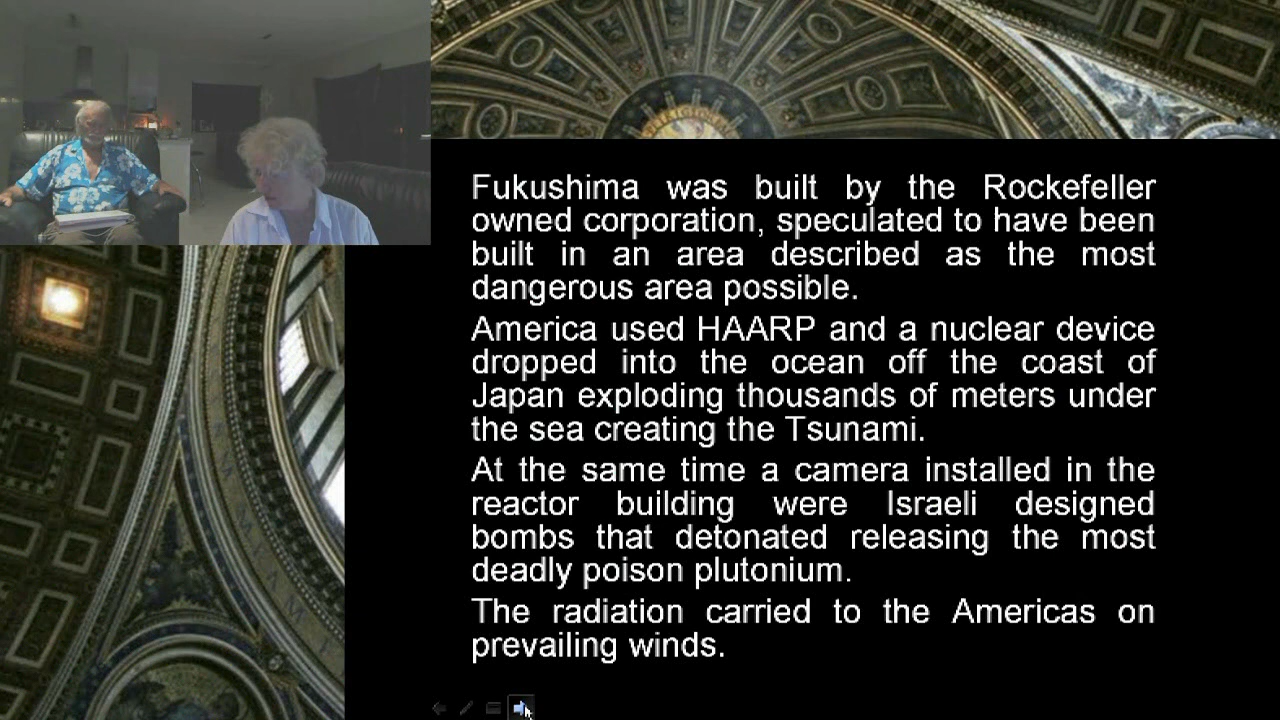 Fukushima was built by the Rockefeller
owned corporation, speculated to have been
built in an area described as the most
dangerous area possible.
America used HAARP and a nuclear device
dropped into the ocean off the coast of
Japan exploding thousands of meters under
the sea creating the Tsunami.
At the same time a camera installed in the
reactor building were Israeli designed
bombs that detonated releasing the most
deadly poison plutonium.
The radiation carried to the Americas on
prevailing winds.